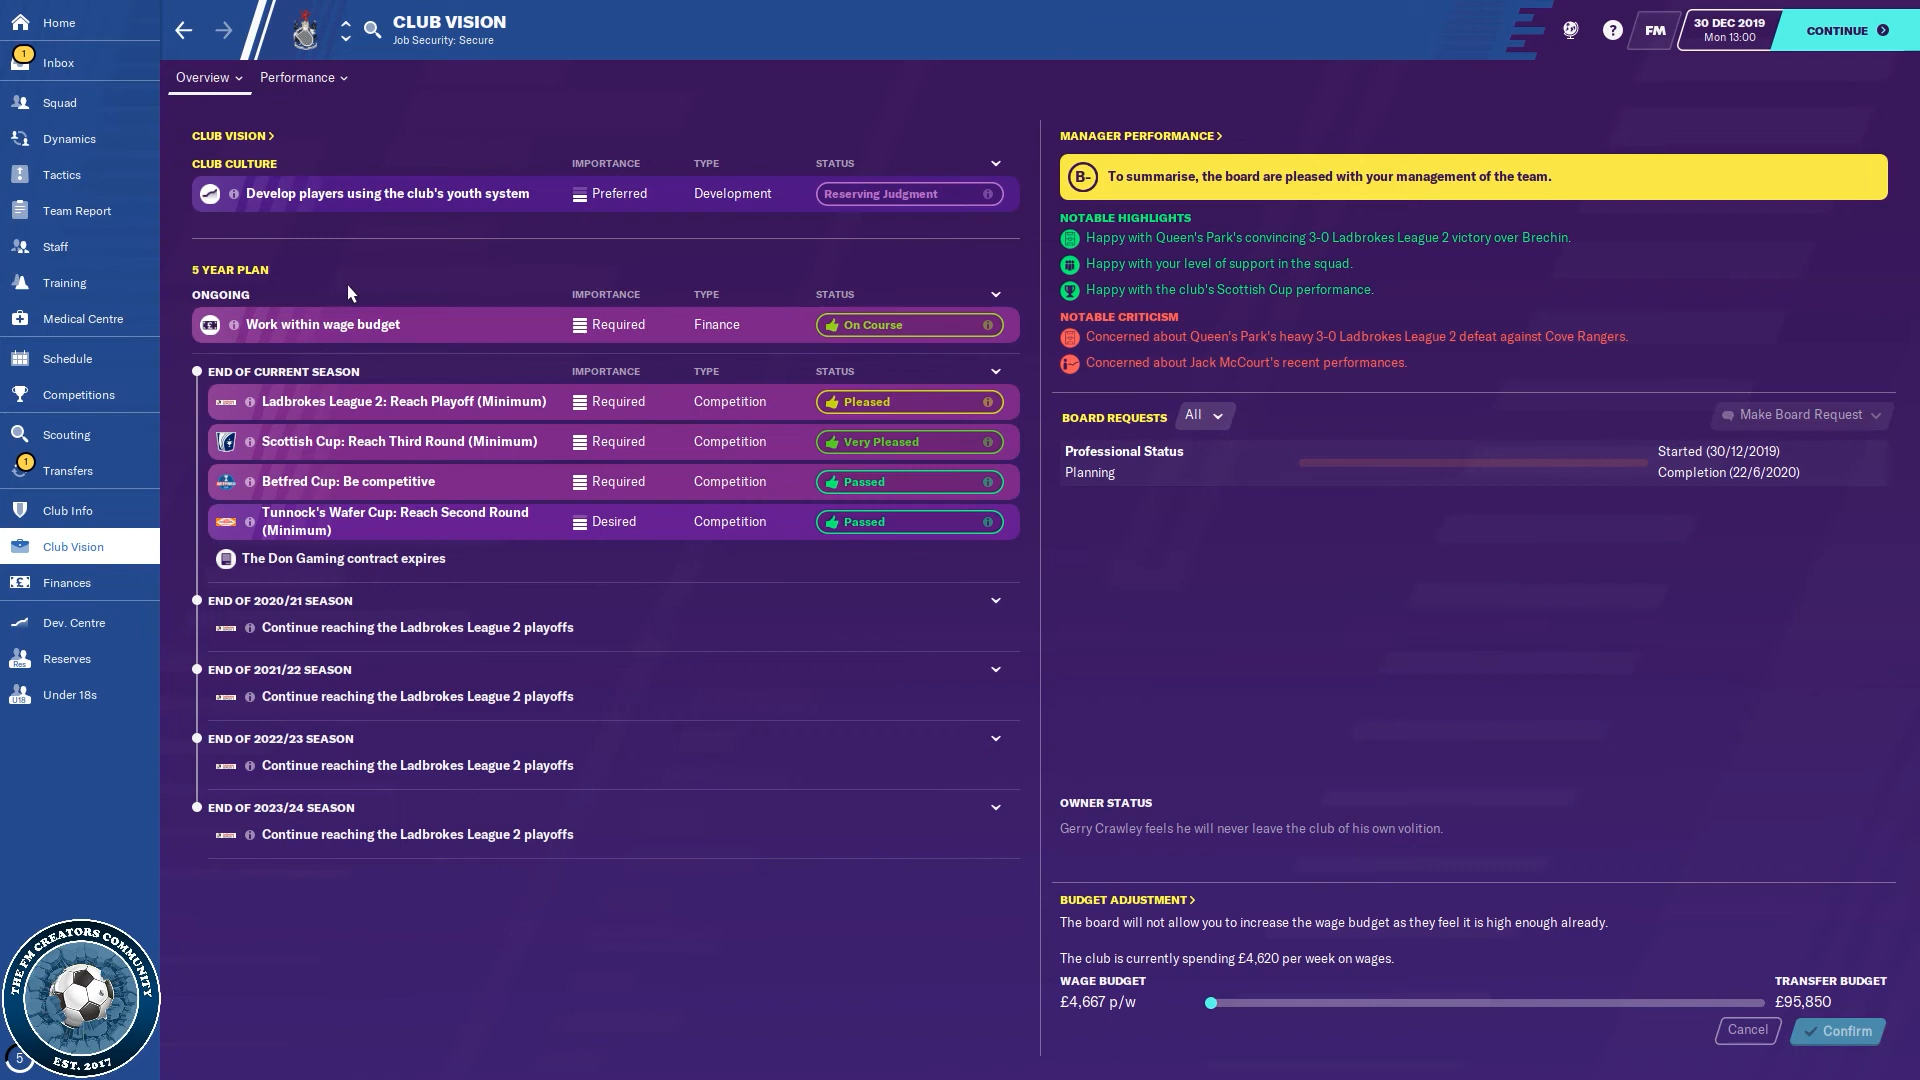 Home
1
Inbox
Squad
Dynamics
Tactics
Team Report
Staff
Training
Medical Centre
Schedule
Competitions
Scouting
1
Transfers
Club Info
Club Vision
Finances
Dev. Centre
Res
Reserves
U18
Under 18s
THE FM CREATORS COMMUNITY
EST. 2017
5
CLUB VISION
Job Security: Secure
?
FM
30 DEC 2019
Mon 13:00
CONTINUE
Overview
Performance
CLUB VISION >
CLUB CULTURE IMPORTANCE TYPE STATUS
Develop players using the club's youth system Preferred Development Reserving Judgment
5 YEAR PLAN
ONGOING IMPORTANCE TYPE STATUS
Work within wage budget Required Finance On Course
END OF CURRENT SEASON IMPORTANCE TYPE STATUS
Ladbrokes League 2: Reach Playoff (Minimum) Required Competition Pleased
Scottish Cup: Reach Third Round (Minimum) Required Competition Very Pleased
Betfred Cup: Be competitive Required Competition Passed
Tunnock's Wafer Cup: Reach Second Round
(Minimum) Desired Competition Passed
The Don Gaming contract expires
END OF 2020/21 SEASON
Continue reaching the Ladbrokes League 2 playoffs
END OF 2021/22 SEASON
Continue reaching the Ladbrokes League 2 playoffs
END OF 2022/23 SEASON
Continue reaching the Ladbrokes League 2 playoffs
END OF 2023/24 SEASON
Continue reaching the Ladbrokes League 2 playoffs
MANAGER PERFORMANCE >
B- To summarise, the board are pleased with your management of the team.
NOTABLE HIGHLIGHTS
Happy with Queen's Park's convincing 3-0 Ladbrokes League 2 victory over Brechin.
Happy with your level of support in the squad.
Happy with the club's Scottish Cup performance.
NOTABLE CRITICISM
Concerned about Queen's Park's heavy 3-0 Ladbrokes League 2 defeat against Cove Rangers.
Concerned about Jack McCourt's recent performances.
BOARD REQUESTS All Make Board Request
Professional Status Started (30/12/2019)
Planning Completion (22/6/2020)
OWNER STATUS
Gerry Crawley feels he will never leave the club of his own volition.
BUDGET ADJUSTMENT >
The board will not allow you to increase the wage budget as they feel it is high enough already.
The club is currently spending £4,620 per week on wages.
WAGE BUDGET TRANSFER BUDGET
£4,667 p/w £95,850
Cancel Confirm